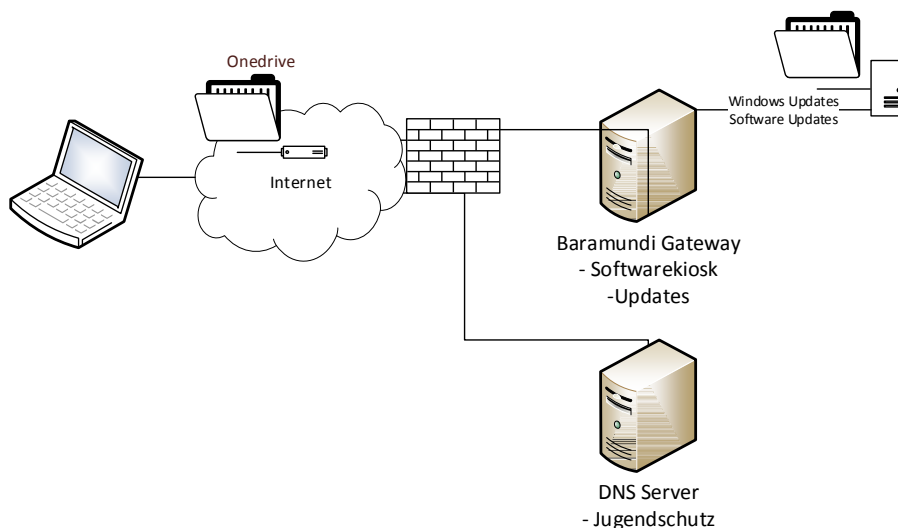 Onedrive
Internet
Windows Updates
Software Updates
Baramundi Gateway
- Softwarekiosk
-Updates
DNS Server
- Jugendschutz